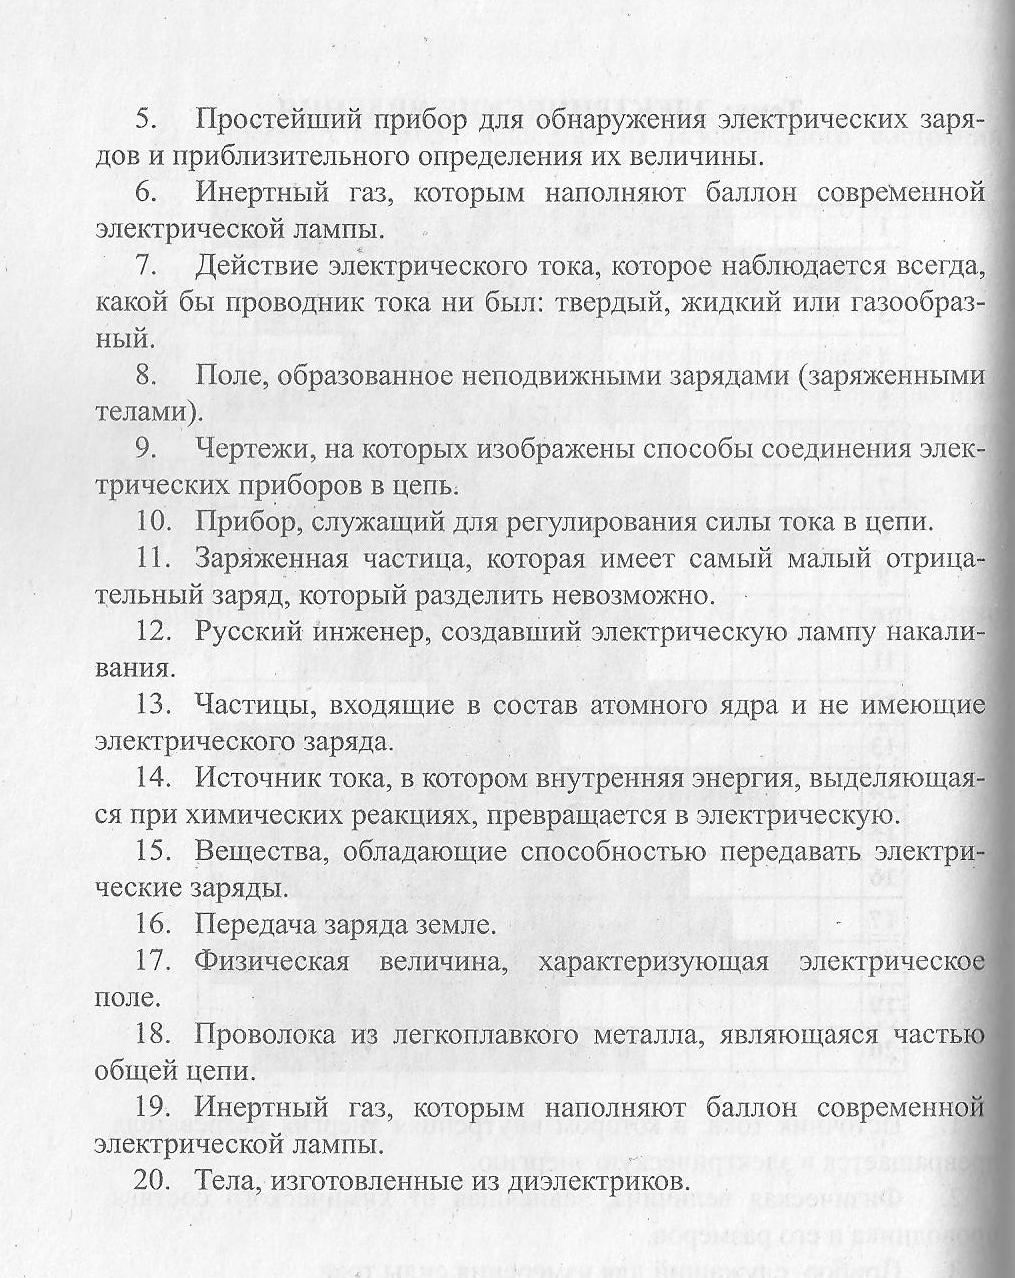 5. Простейший прибор для обнаружения электрических заря-
дов и приблизительного определения их величины.
6. Инертный газ, которым наполняют баллон современной
электрической лампы.
7. Действие электрического тока, которое наблюдается всегда,
какой бы проводник тока ни был: твердый, жидкий или газообраз-
ный.
8. Поле, образованное неподвижными зарядами (заряженными
телами).
9. Чертежи, на которых изображены способы соединения элек-
трических приборов в цепь.
10. Прибор, служащий для регулирования силы тока в цепи.
11. Заряженная частица, которая имеет самый малый отрица-
тельный заряд, который разделить невозможно.
12. Русский инженер, создавший электрическую лампу накали-
вания.
13. Частицы, входящие в состав атомного ядра и не имеющие
электрического заряда.
14. Источник тока, в котором внутренняя энергия, выделяющая-
ся при химических реакциях, превращается в электрическую.
15. Вещества, обладающие способностью передавать электри-
ческие заряды.
16. Передача заряда земле.
17. Физическая величина, характеризующая электрическое
поле.
18. Проволока из легкоплавкого металла, являющаяся частью
общей цепи.
19. Инертный газ, которым наполняют баллон современной
электрической лампы.
20. Тела, изготовленные из диэлектриков.